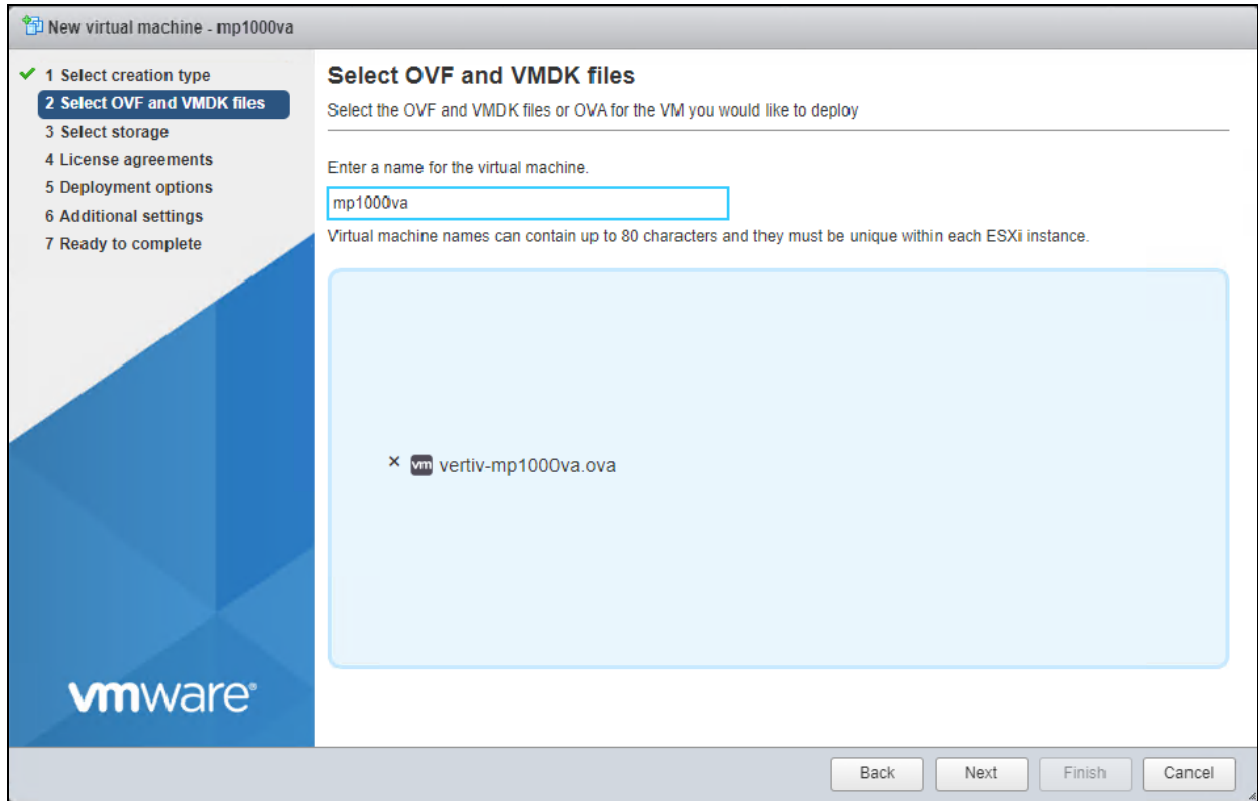 New virtual machine - mp1000va
1 Select creation type
2 Select OVF and VMDK files
3 Select storage
4 License agreements
5 Deployment options
6 Additional settings
7 Ready to complete
vmware®
Select OVF and VMDK files
Select the OVF and VMDK files or OVA for the VM you would like to deploy
Enter a name for the virtual machine.
mp1000va
Virtual machine names can contain up to 80 characters and they must be unique within each ESXi instance.
× vm vertiv-mp1000va.ova
Back Next Finish Cancel